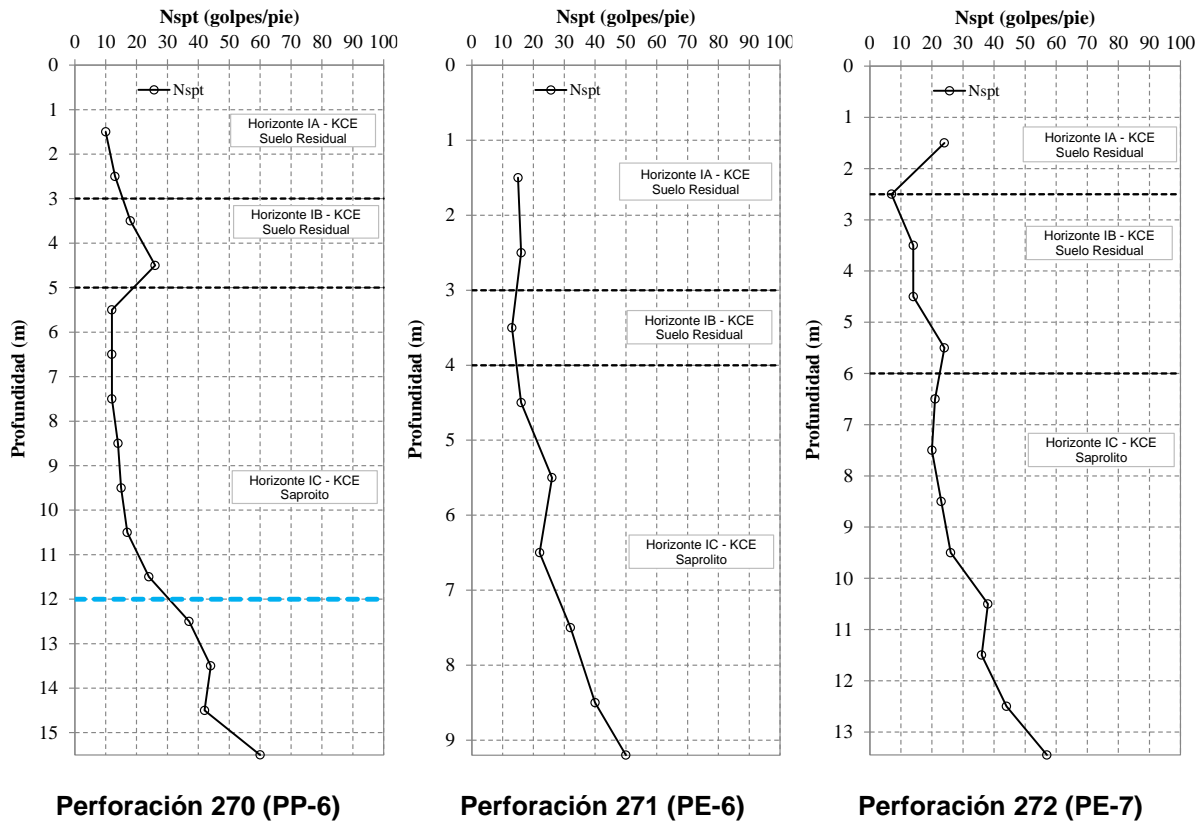 Nspt (golpes/pie)
0 10 20 30 40 50 60 70 80 90 100
0
1
2
3
4
5
6
7
8
9
10
11
12
13
14
15
Profundidad (m)
Nspt
Horizonte IA - KCE
Suelo Residual
Horizonte IB - KCE
Suelo Residual
Horizonte IC - KCE
Saproito
Perforación 270 (PP-6)
Nspt (golpes/pie)
0 10 20 30 40 50 60 70 80 90 100
0
1
2
3
4
5
6
7
8
9
Profundidad (m)
Nspt
Horizonte IA - KCE
Suelo Residual
Horizonte IB - KCE
Suelo Residual
Horizonte IC - KCE
Saprolito
Perforación 271 (PE-6)
Nspt (golpes/pie)
0 10 20 30 40 50 60 70 80 90 100
0
1
2
3
4
5
6
7
8
9
10
11
12
13
Profundidad (m)
Nspt
Horizonte IA - KCE
Suelo Residual
Horizonte IB - KCE
Suelo Residual
Horizonte IC - KCE
Saprolito
Perforación 272 (PE-7)